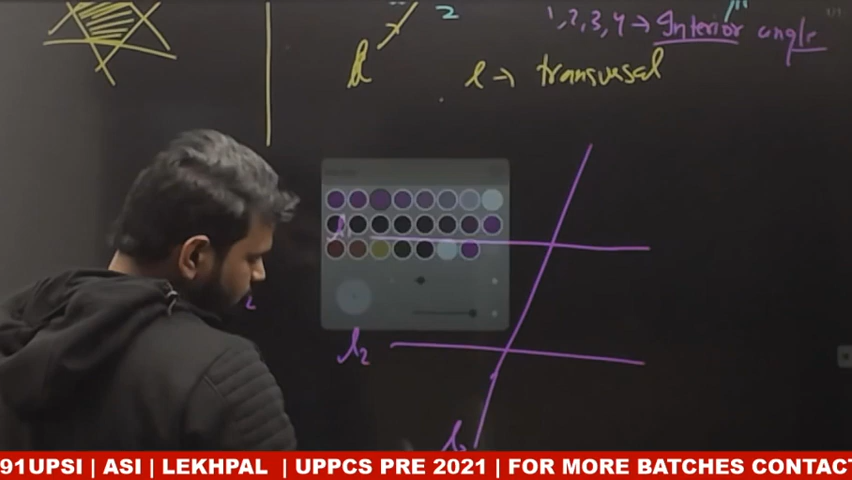 2
1,2,3,4 → Interior angle
l
l → transversal
l1
l2
91UPSI | ASI | LEKHPAL | UPPCS PRE 2021 | FOR MORE BATCHES CONTACT